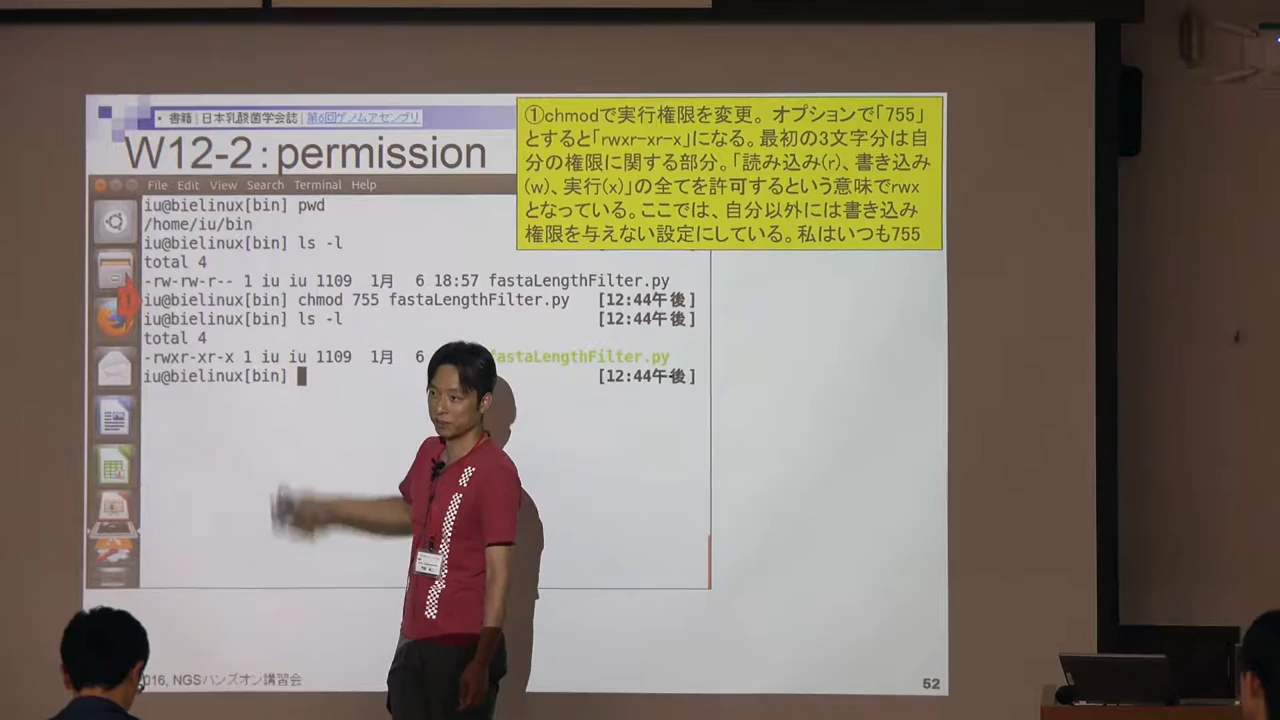 • 書籍 | 日本乳酸菌学会誌 | 第6回ゲノムアセンブリ
W12-2：permission
①chmodで実行権限を変更。オプションで「755」
とすると「rwxr-xr-x」になる。最初の3文字分は自
分の権限に関する部分。「読み込み(r)、書き込み
(w)、実行(x)」の全てを許可するという意味でrwx
となっている。ここでは、自分以外には書き込み
権限を与えない設定にしている。私はいつも755
File Edit View Search Terminal Help
iu@bielinux[bin] pwd
/home/iu/bin
iu@bielinux[bin] ls -l
total 4
-rw-rw-r-- 1 iu iu 1109 1月 6 18:57 fastaLengthFilter.py
①
iu@bielinux[bin] chmod 755 fastaLengthFilter.py [12:44午後]
iu@bielinux[bin] ls -l [12:44午後]
total 4
-rwxr-xr-x 1 iu iu 1109 1月 6 fastaLengthFilter.py
iu@bielinux[bin] [12:44午後]
016, NGSハンズオン講習会
52